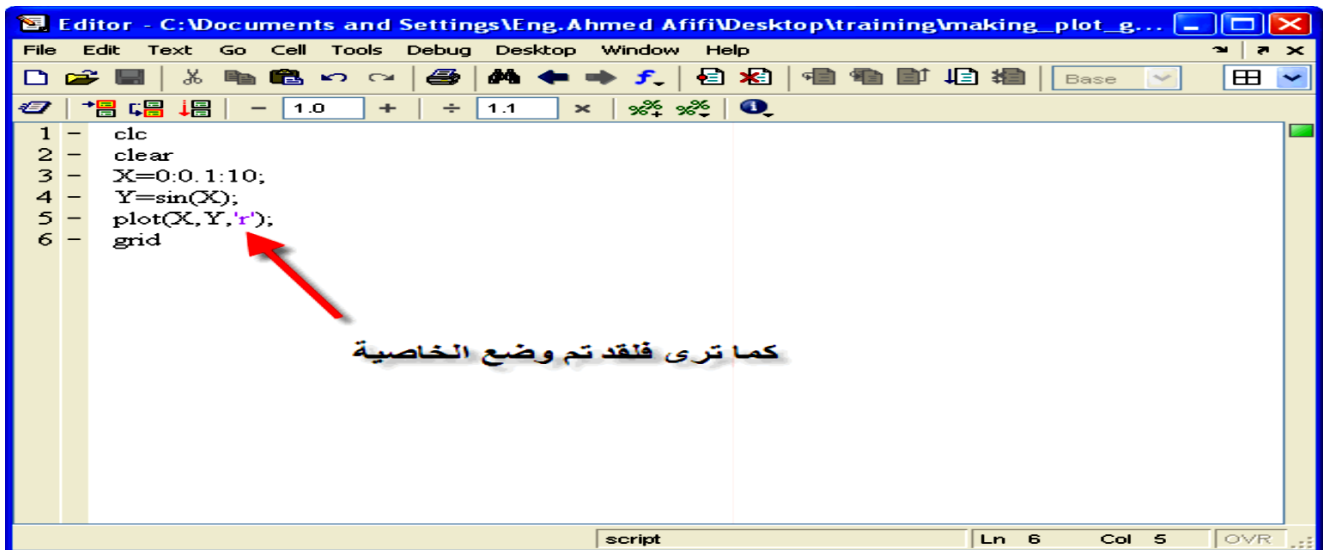 Editor - C:\Documents and Settings\Eng.Ahmed Afifi\Desktop\training\making_plot_g...
File Edit Text Go Cell Tools Debug Desktop Window Help
Base
- 1.0 + ÷ 1.1 ×
1 - clc
2 - clear
3 - X=0:0.1:10;
4 - Y=sin(X);
5 - plot(X,Y,'r');
6 - grid
كما ترى فلقد تم وضع الخاصية
script Ln 6 Col 5 OVR